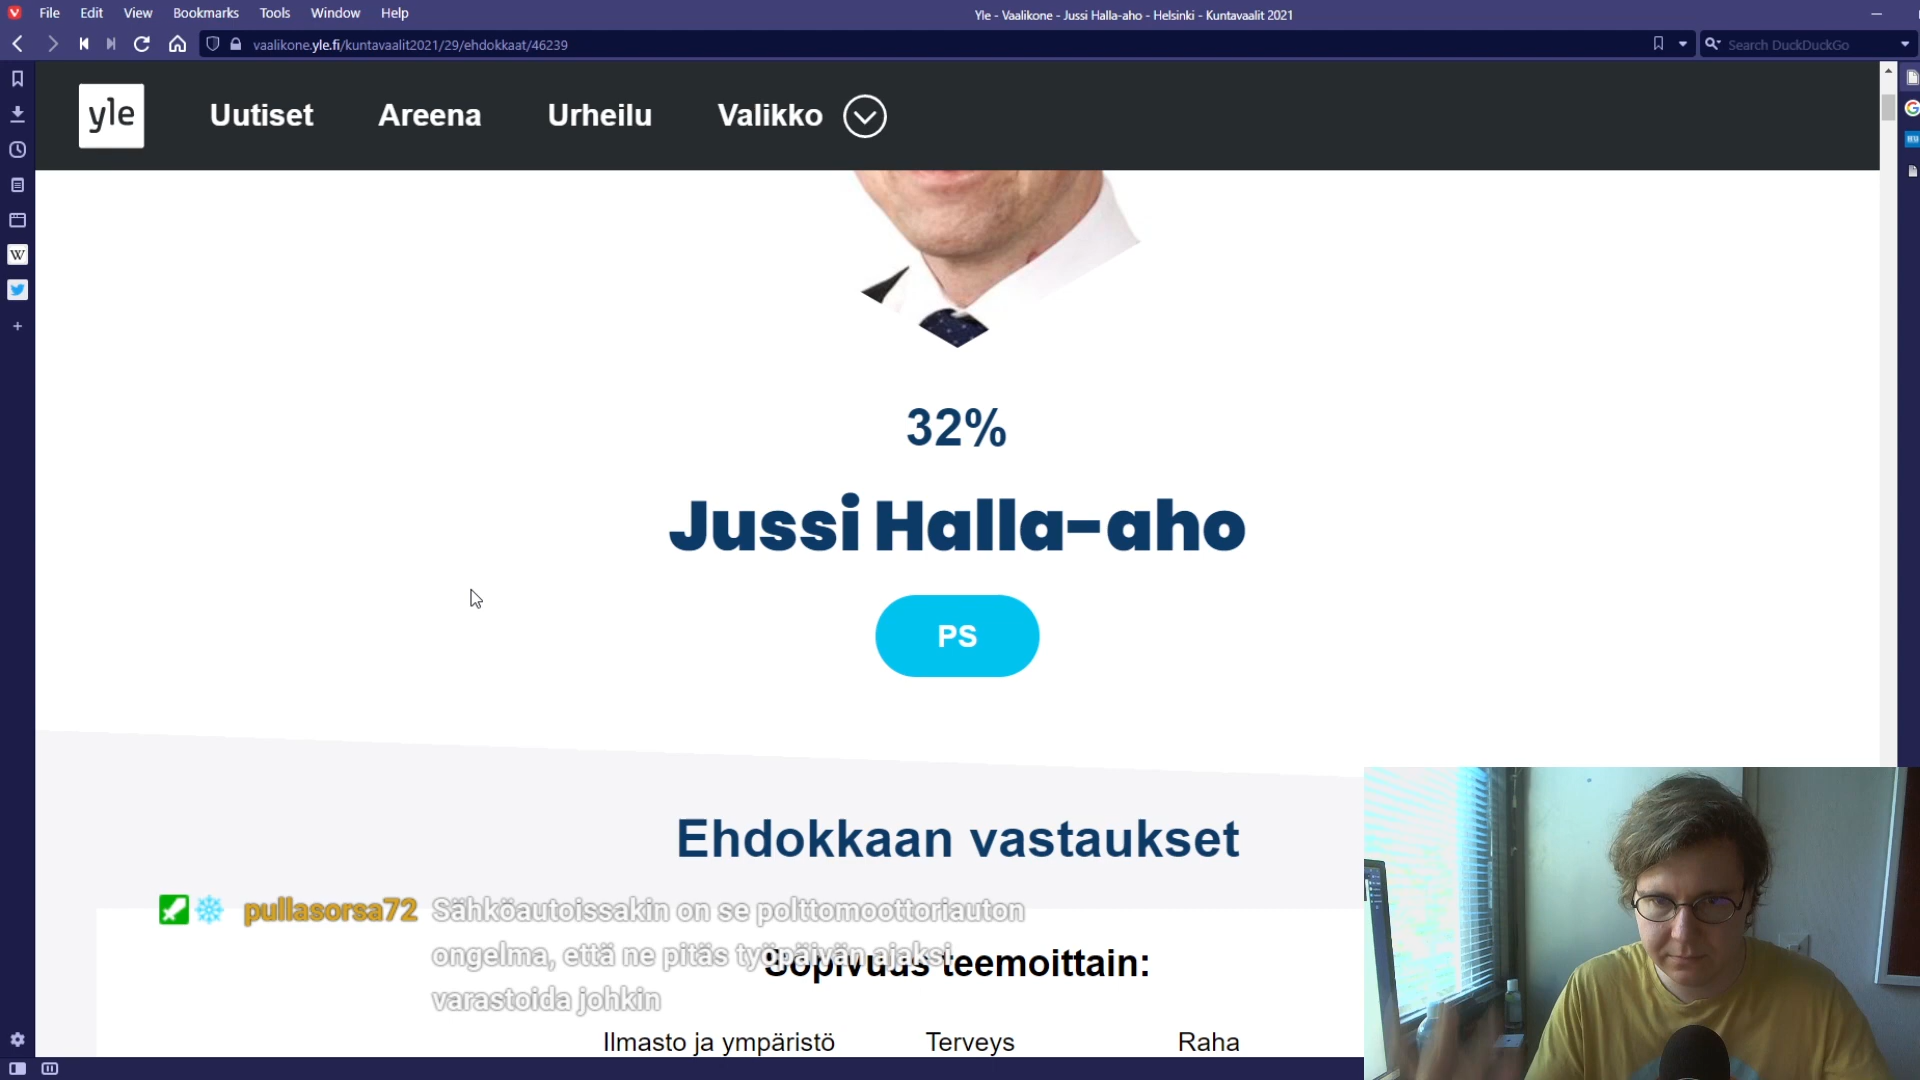 File Edit View Bookmarks Tools Window Help
Yle - Vaalikone - Jussi Halla-aho - Helsinki - Kuntavaalit 2021
vaalikone.yle.fi/kuntavaalit2021/29/ehdokkaat/46239
Search DuckDuckGo
yle
Uutiset Areena Urheilu Valikko
W
32%
Jussi Halla-aho
PS
Ehdokkaan vastaukset
pullasorsa72 Sähköautoissakin on se polttomoottoriauton
ongelma, että ne pitäs työpäivän ajaksi
varastoida johkin
Sopivuus teemoittain:
Ilmasto ja ympäristö Terveys Raha